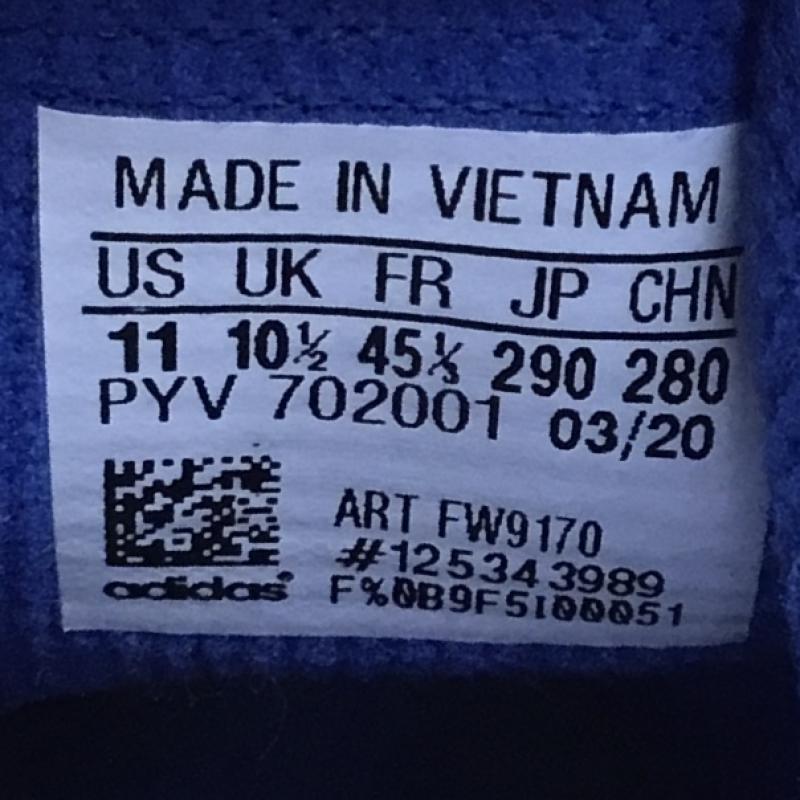 MADE IN VIETNAM
US UK FR JP CHN
11 10½ 45⅓ 290 280
PYV 702001 03/20
ART FW9170
#125343989
adidas
F%0B9F5I00051